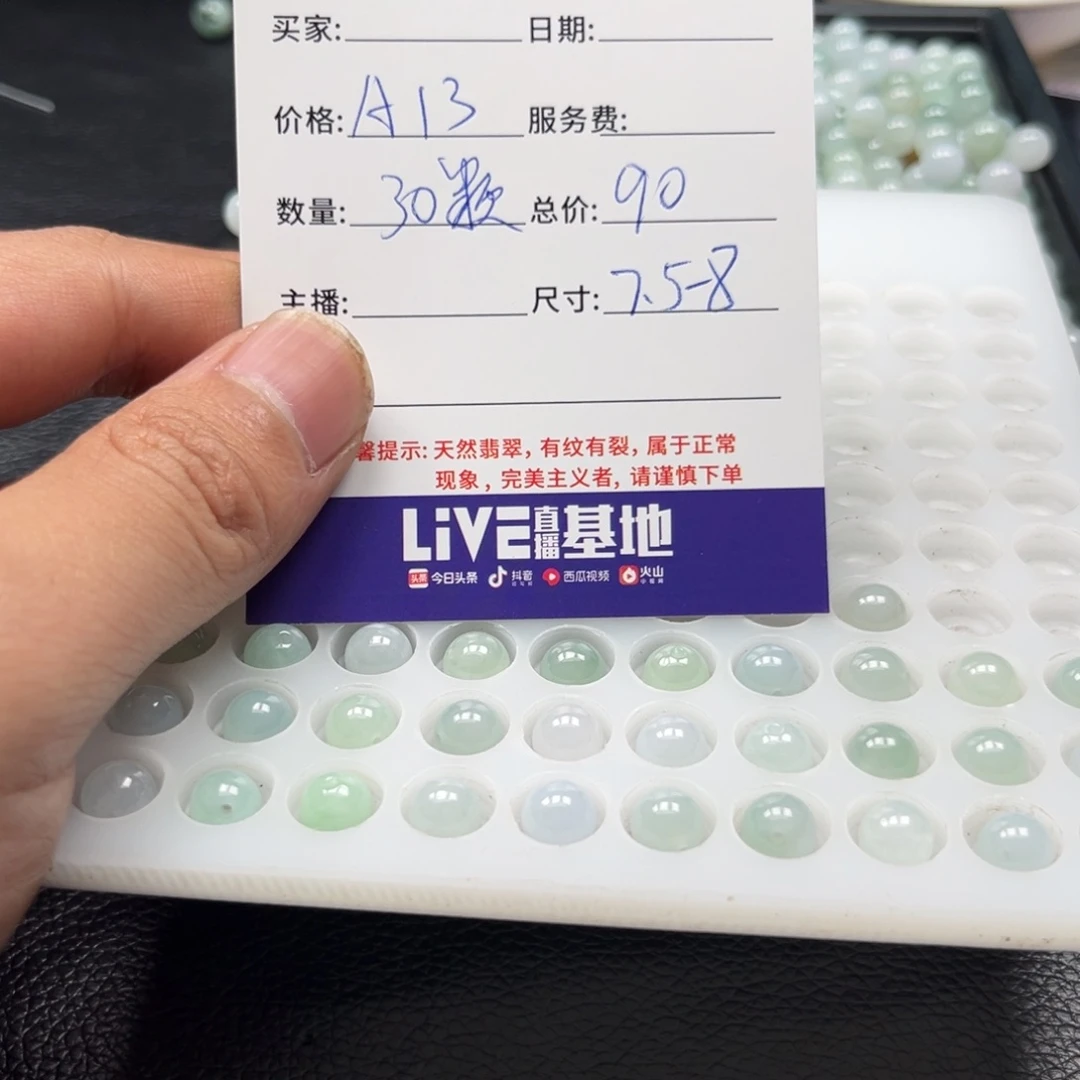 买家: 日期:
价格: A13 服务费:
数量: 30颗 总价: 90
主播: 尺寸: 7.5-8
馨提示: 天然翡翠, 有纹有裂, 属于正常
现象, 完美主义者, 请谨慎下单
LiVE直播基地
头条 今日头条 抖音 西瓜视频 火山